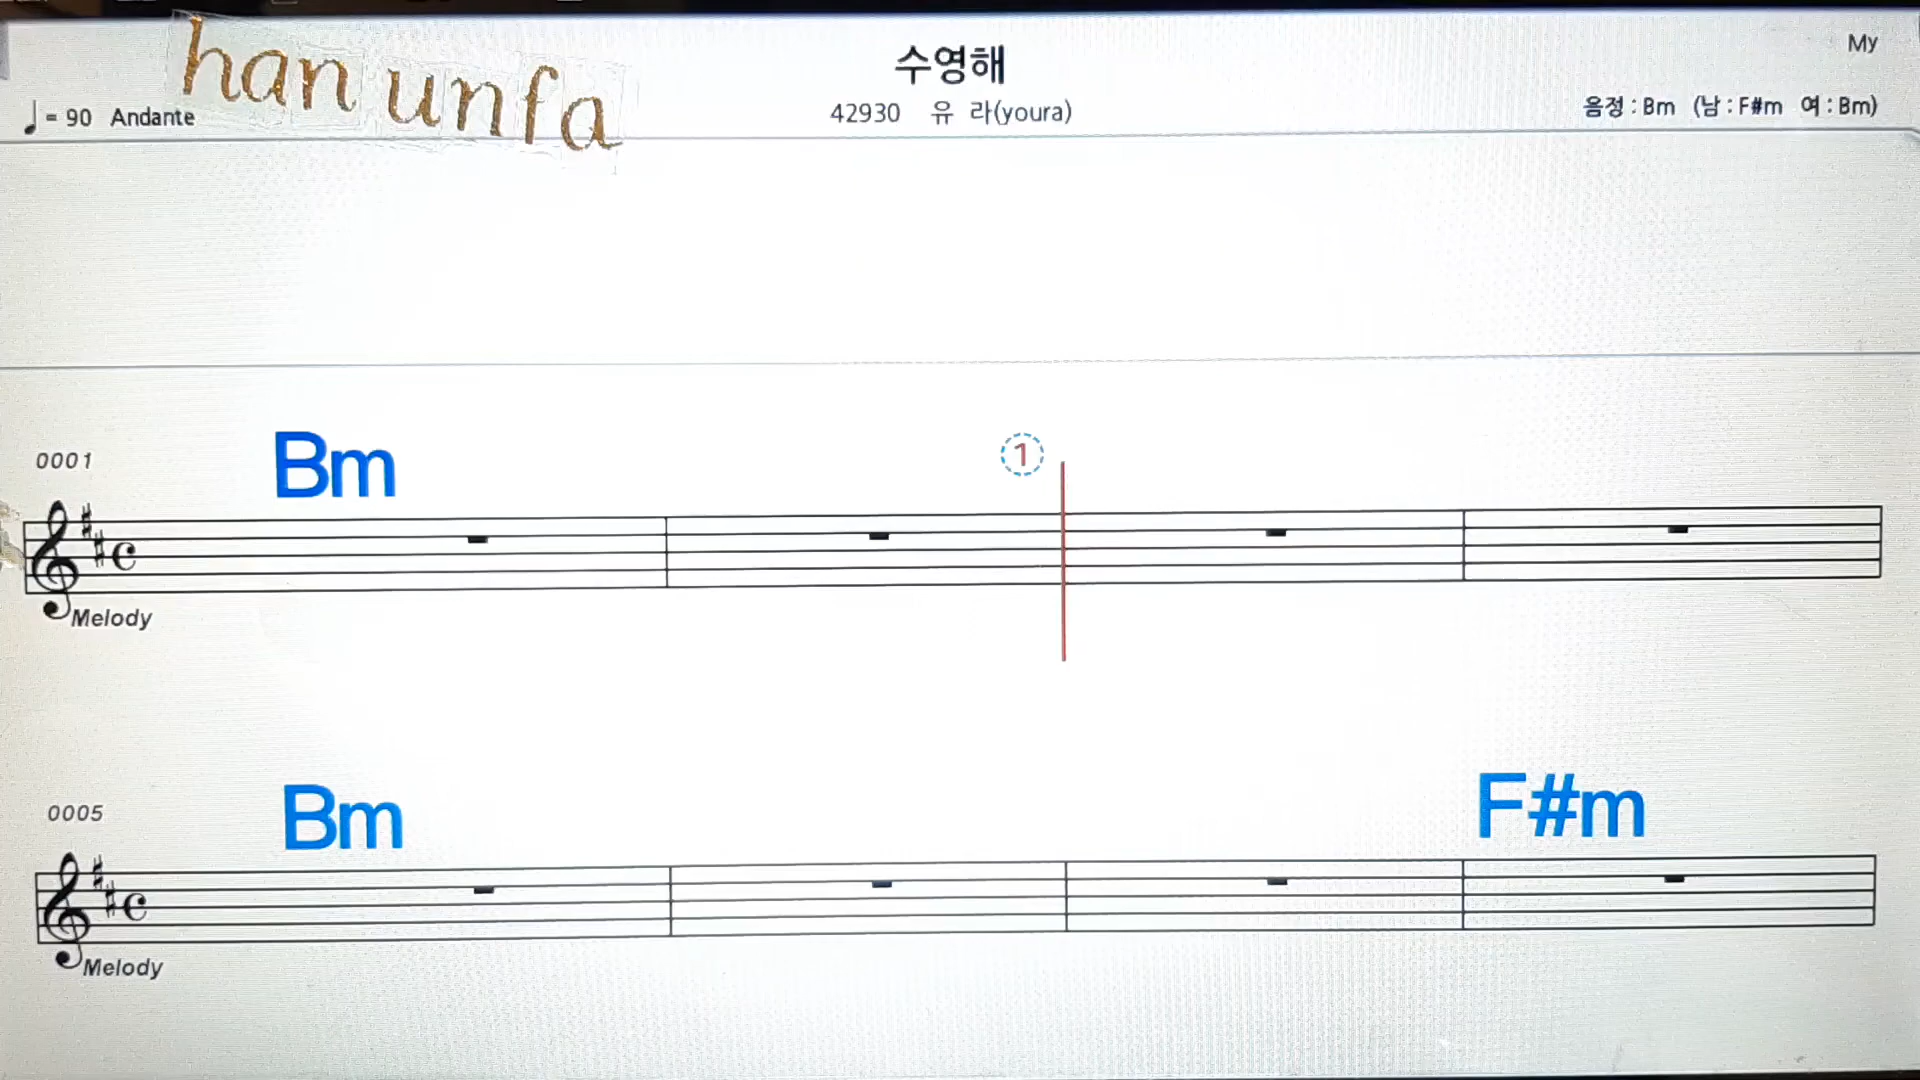 han unfa
수영해
My
♩= 90 Andante
42930 유 라(youra)
음정 : Bm (남 : F#m 여 : Bm)
0001
Bm
1
Melody
0005
Bm
F#m
Melody